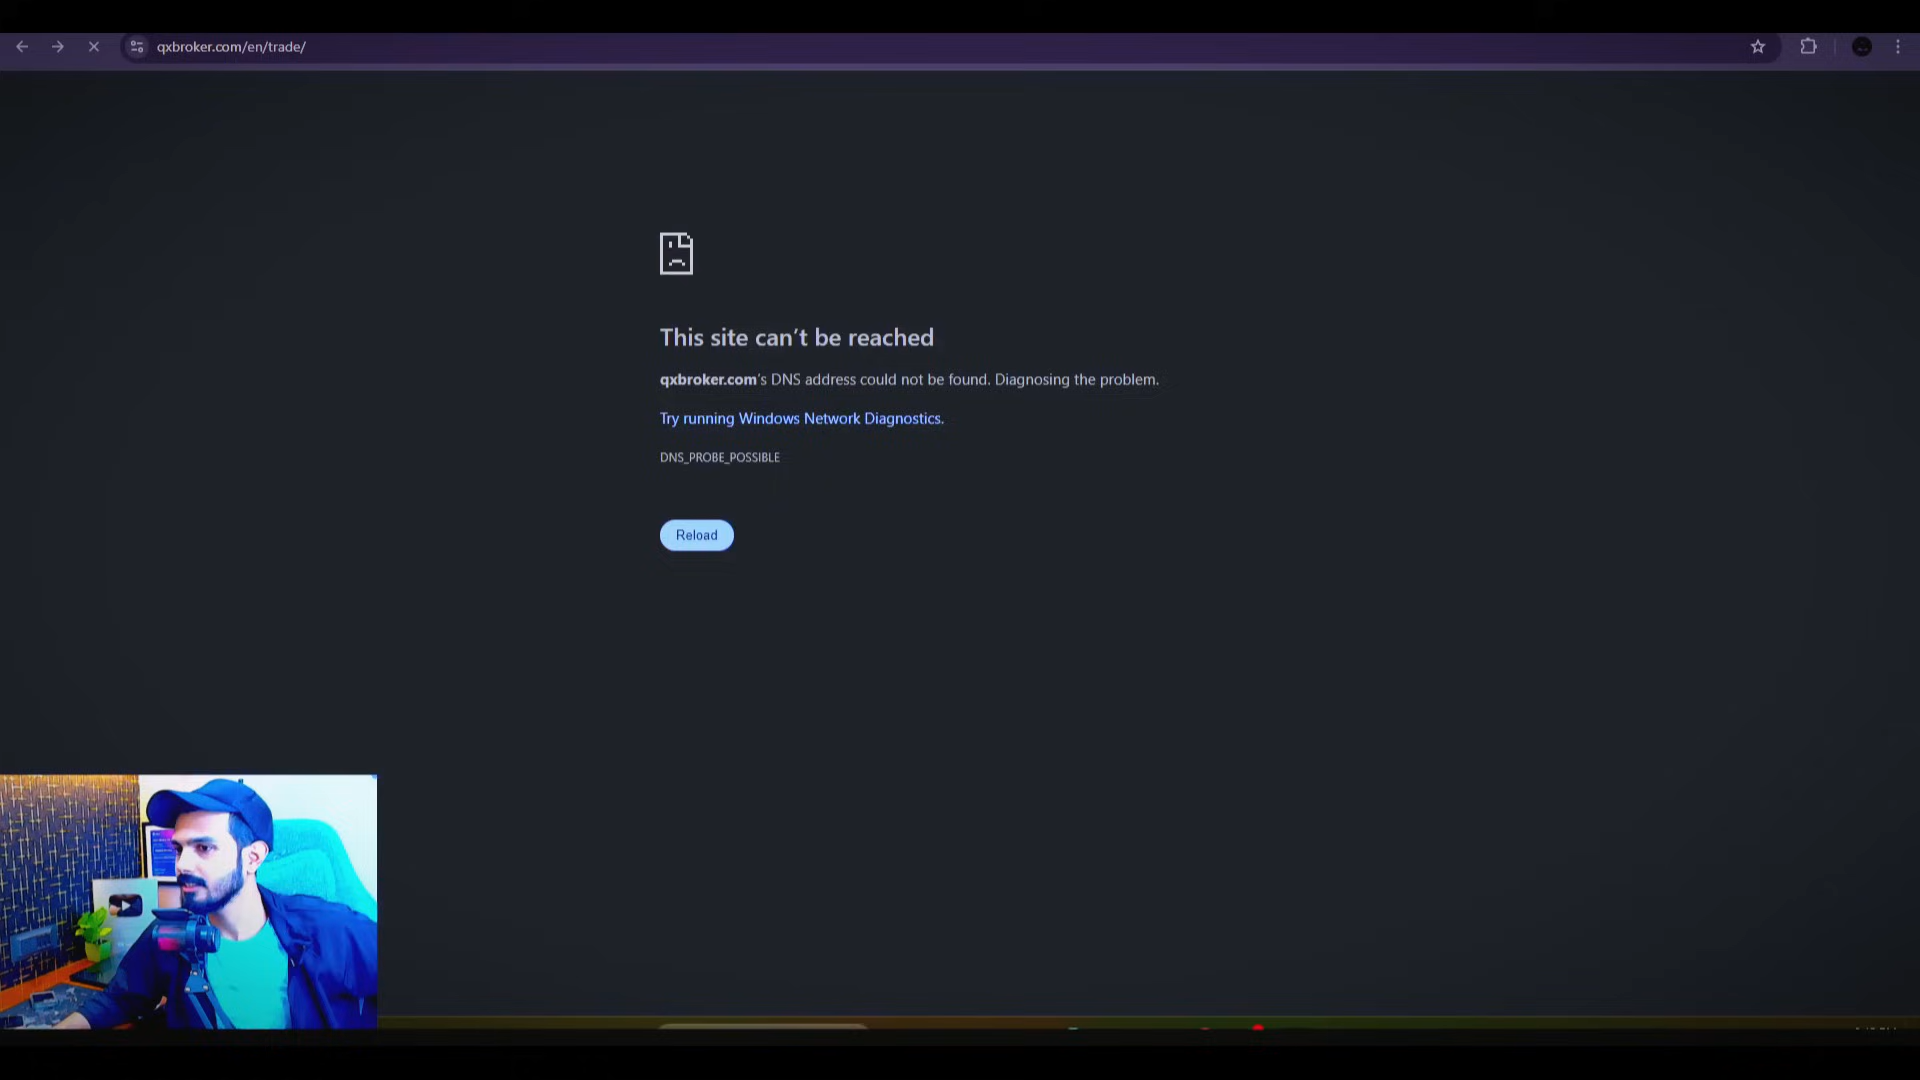 qxbroker.com/en/trade/
This site can’t be reached
qxbroker.com’s DNS address could not be found. Diagnosing the problem.
Try running Windows Network Diagnostics.
DNS_PROBE_POSSIBLE
Reload